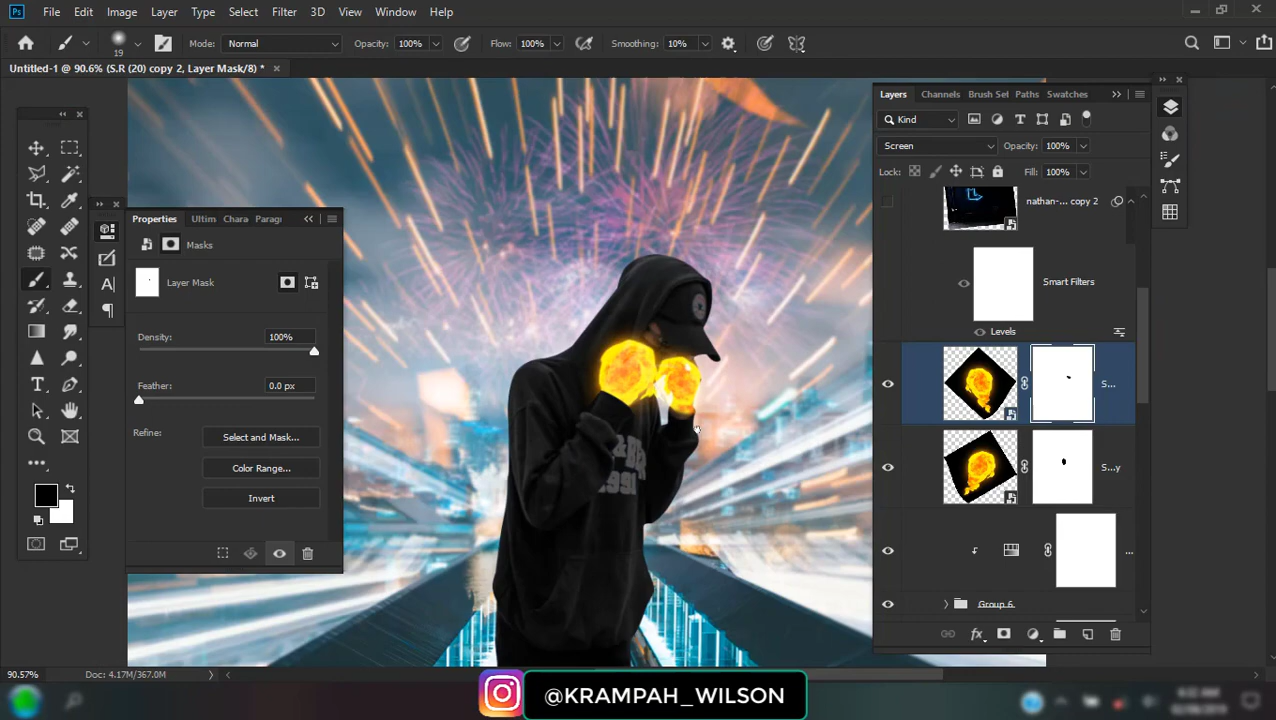 Ps File Edit Image Layer Type Select Filter 3D View Window Help
19 Mode: Normal Opacity: 100% Flow: 100% Smoothing: 10%
Untitled-1 @ 90.6% (S.R (20) copy 2, Layer Mask/8) * ×
Layers Channels Brush Sel Paths Swatches
Kind
Screen Opacity: 100%
Lock: Fill: 100%
nathan-... copy 2
Smart Filters
Levels
S...
S...y
...
Group 6
Properties Ultim Chara Paragr
Masks
Layer Mask
Density: 100%
Feather: 0.0 px
Refine: Select and Mask...
Color Range...
Invert
1991
90.57% Doc: 4.17M/367.0M
@KRAMPAH_WILSON